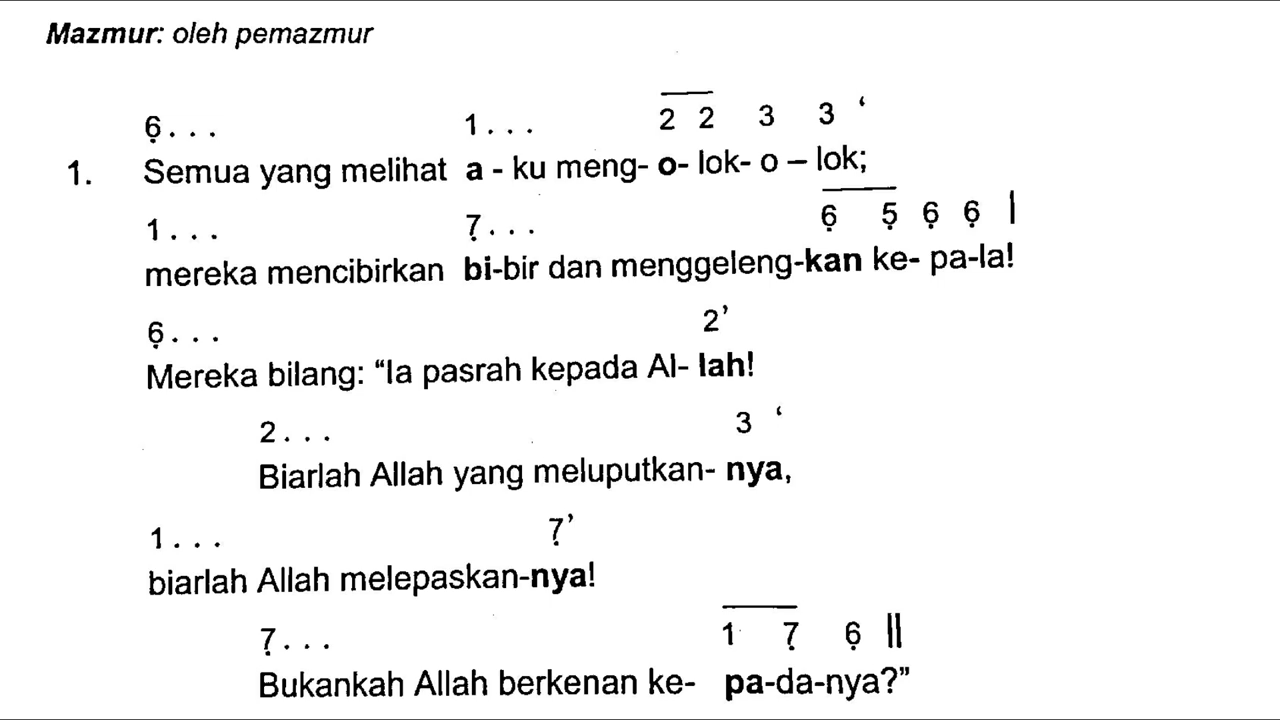 Mazmur: oleh pemazmur
6̣ . . . 1 . . . 2 2 3 3 ‘
1. Semua yang melihat a - ku meng- o- lok- o – lok;
1 . . . 7̣ . . . 6̣ 5̣ 6̣ 6̣ |
mereka mencibirkan bi-bir dan menggeleng-kan ke- pa-la!
6̣ . . . 2’
Mereka bilang: “Ia pasrah kepada Al- lah!
2 . . . 3 ‘
Biarlah Allah yang meluputkan- nya,
1 . . . 7̣’
biarlah Allah melepaskan-nya!
7̣ . . . 1 7̣ 6̣ ||
Bukankah Allah berkenan ke- pa-da-nya?”